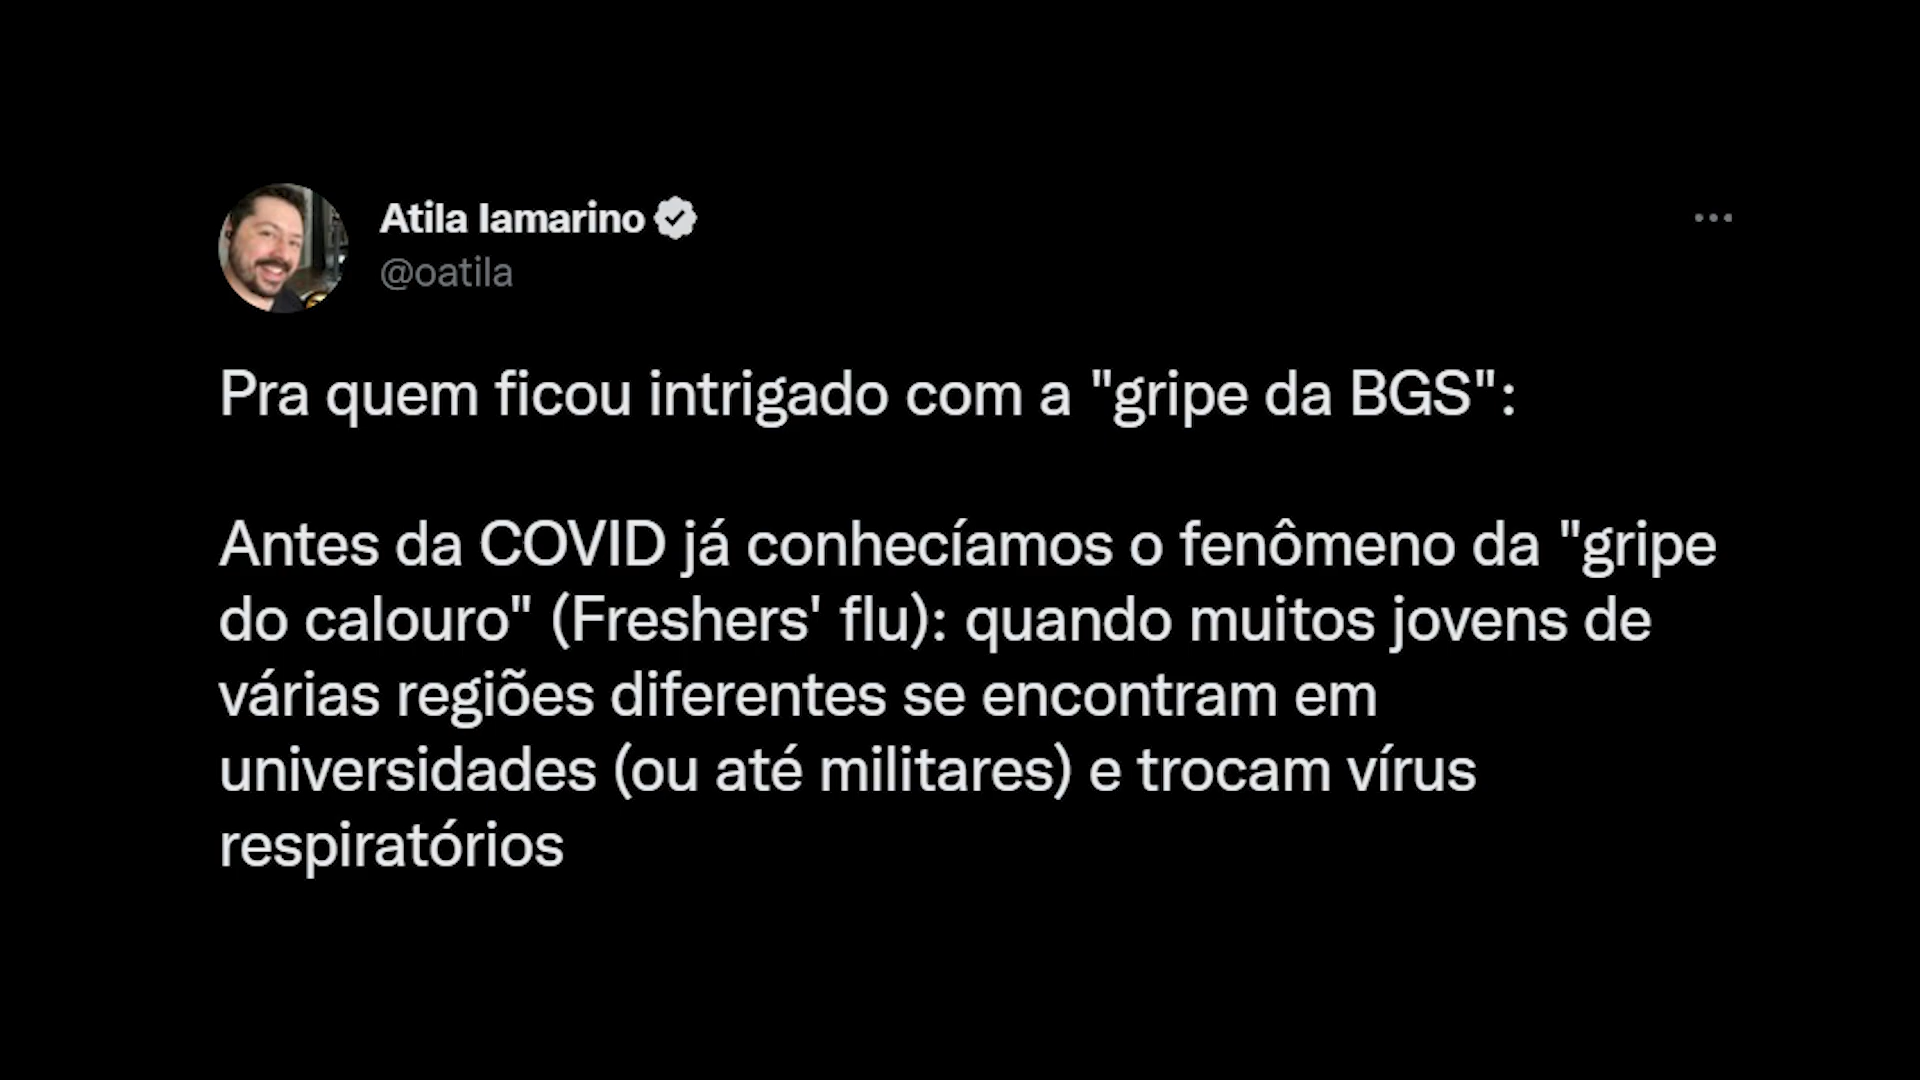 Atila Iamarino
@oatila
Pra quem ficou intrigado com a "gripe da BGS":
Antes da COVID já conhecíamos o fenômeno da "gripe
do calouro" (Freshers' flu): quando muitos jovens de
várias regiões diferentes se encontram em
universidades (ou até militares) e trocam vírus
respiratórios